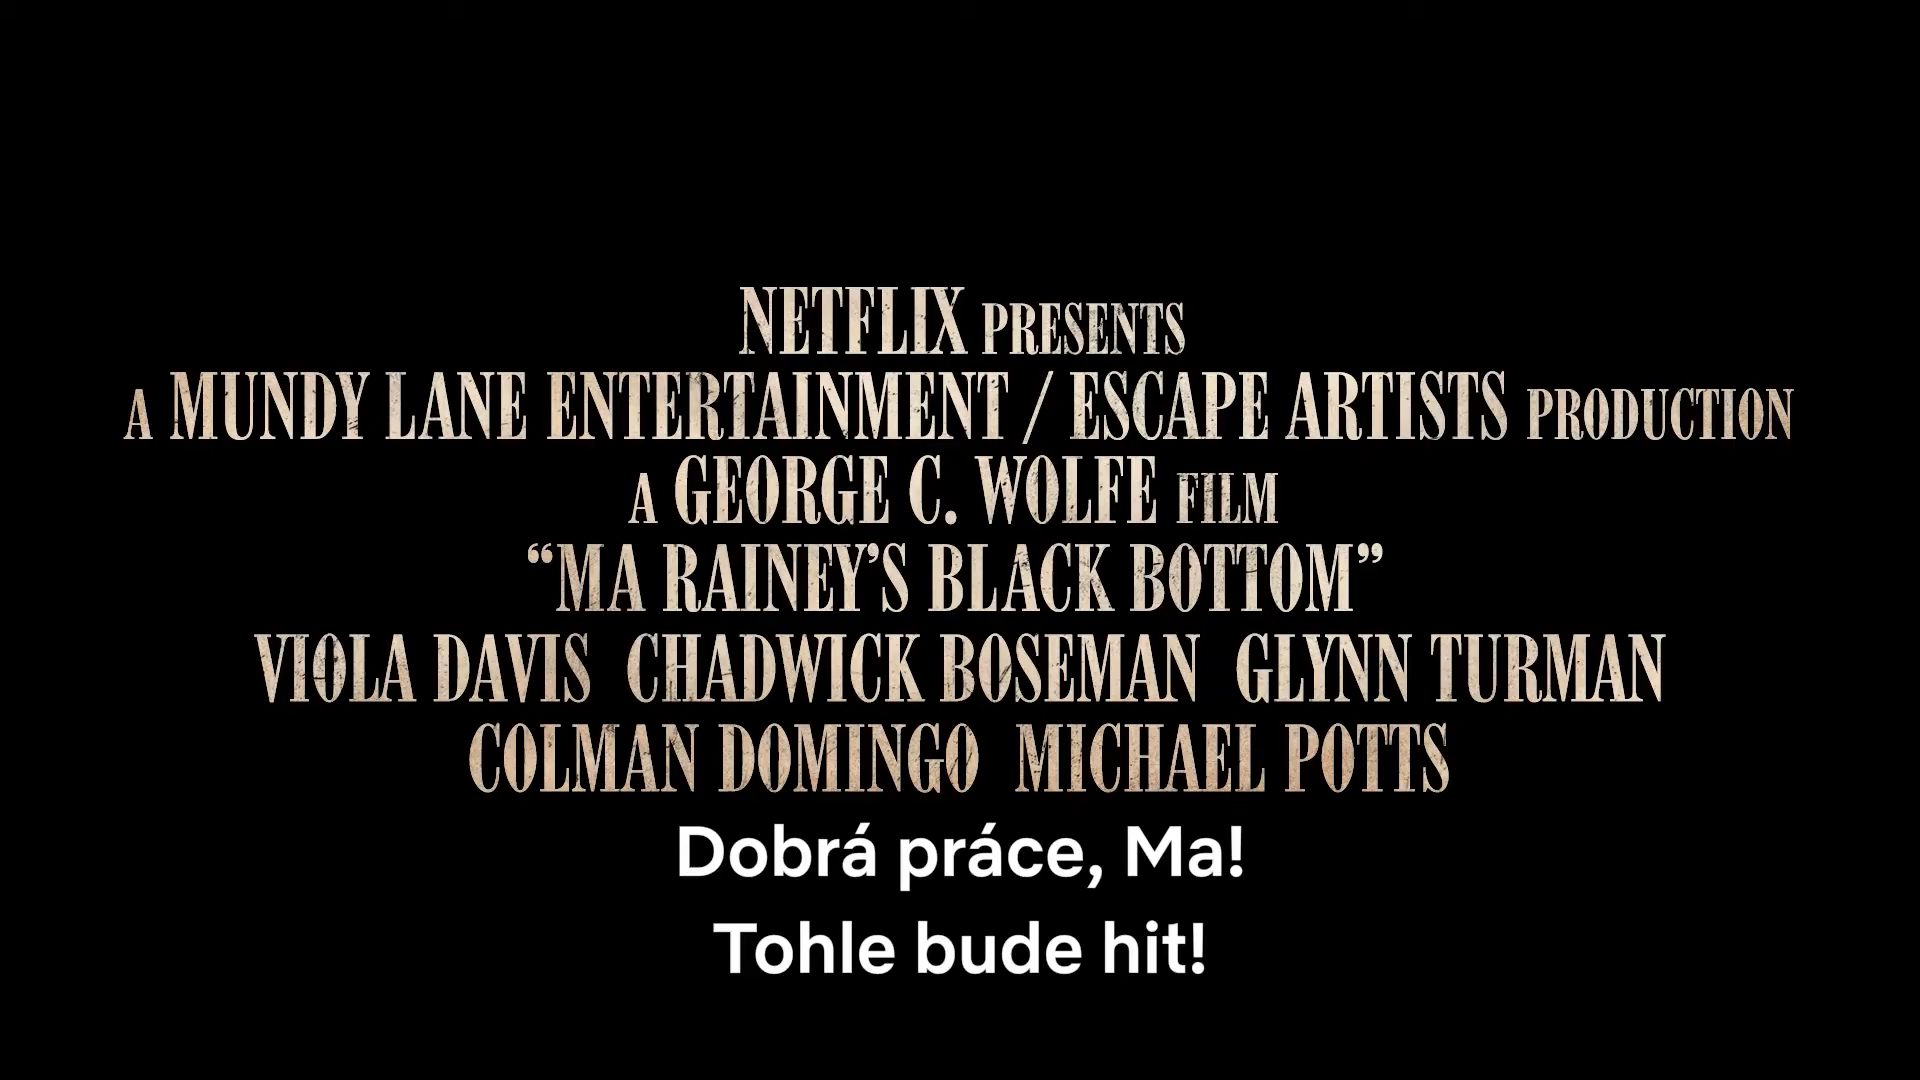 NETFLIX PRESENTS
A MUNDY LANE ENTERTAINMENT / ESCAPE ARTISTS PRODUCTION
A GEORGE C. WOLFE FILM
“MA RAINEY’S BLACK BOTTOM”
VIOLA DAVIS CHADWICK BOSEMAN GLYNN TURMAN
COLMAN DOMINGO MICHAEL POTTS
Dobrá práce, Ma!
Tohle bude hit!